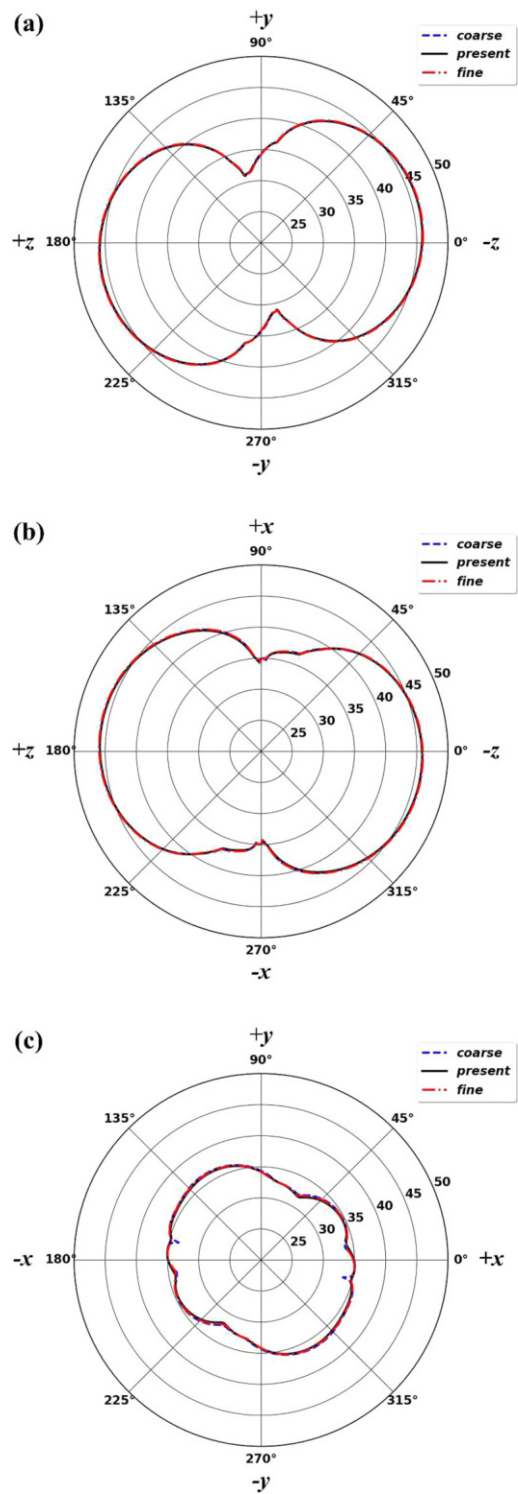 (a)
+y
90°
coarse
present
fine
135°
45°
50
45
40
35
30
25
+z 180°
0° -z
225°
315°
270°
-y
(b)
+x
90°
coarse
present
fine
135°
45°
50
45
40
35
30
25
+z 180°
0° -z
225°
315°
270°
-x
(c)
+y
90°
coarse
present
fine
135°
45°
50
45
40
35
30
25
-x 180°
0° +x
225°
315°
270°
-y